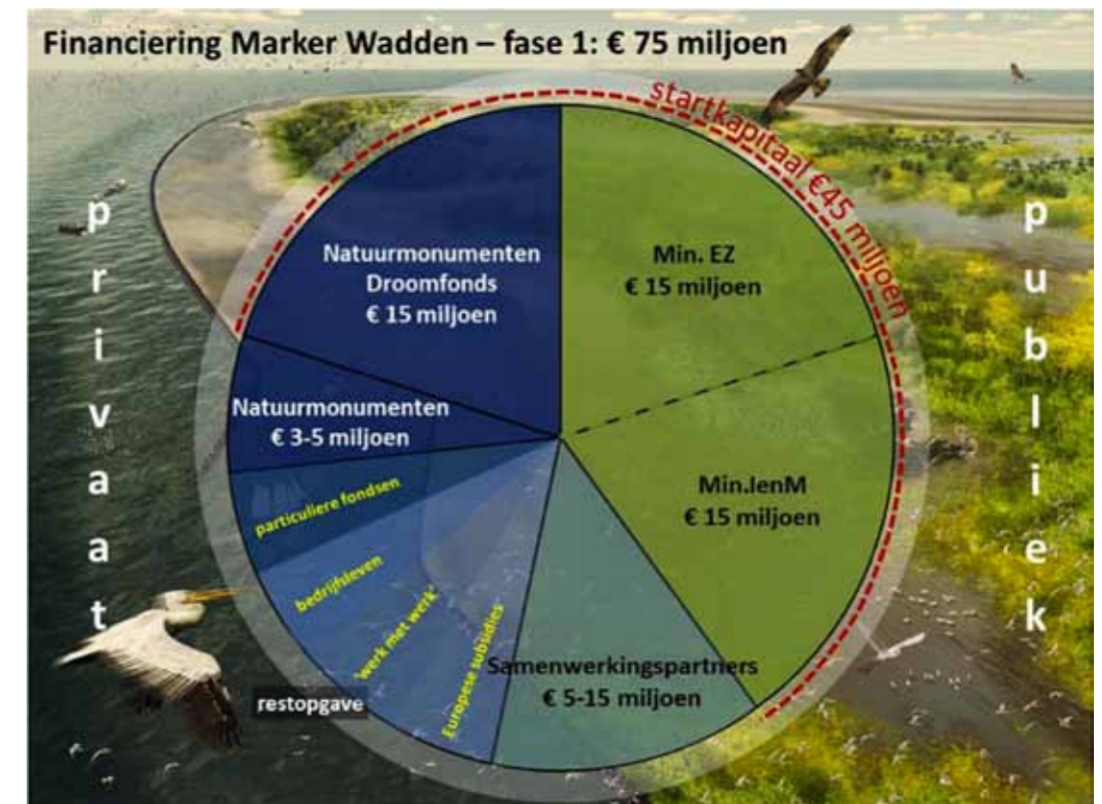 Financiering Marker Wadden – fase 1: € 75 miljoen
startkapitaal €45 miljoen
privaat
Natuurmonumenten
Droomfonds
€ 15 miljoen
Min. EZ
€ 15 miljoen
publiek
Natuurmonumenten
€ 3-5 miljoen
Min.IenM
€ 15 miljoen
particuliere fondsen
bedrijfsleven
'werk met werk'
Europese subsidies
Samenwerkingspartners
€ 5-15 miljoen
restopgave